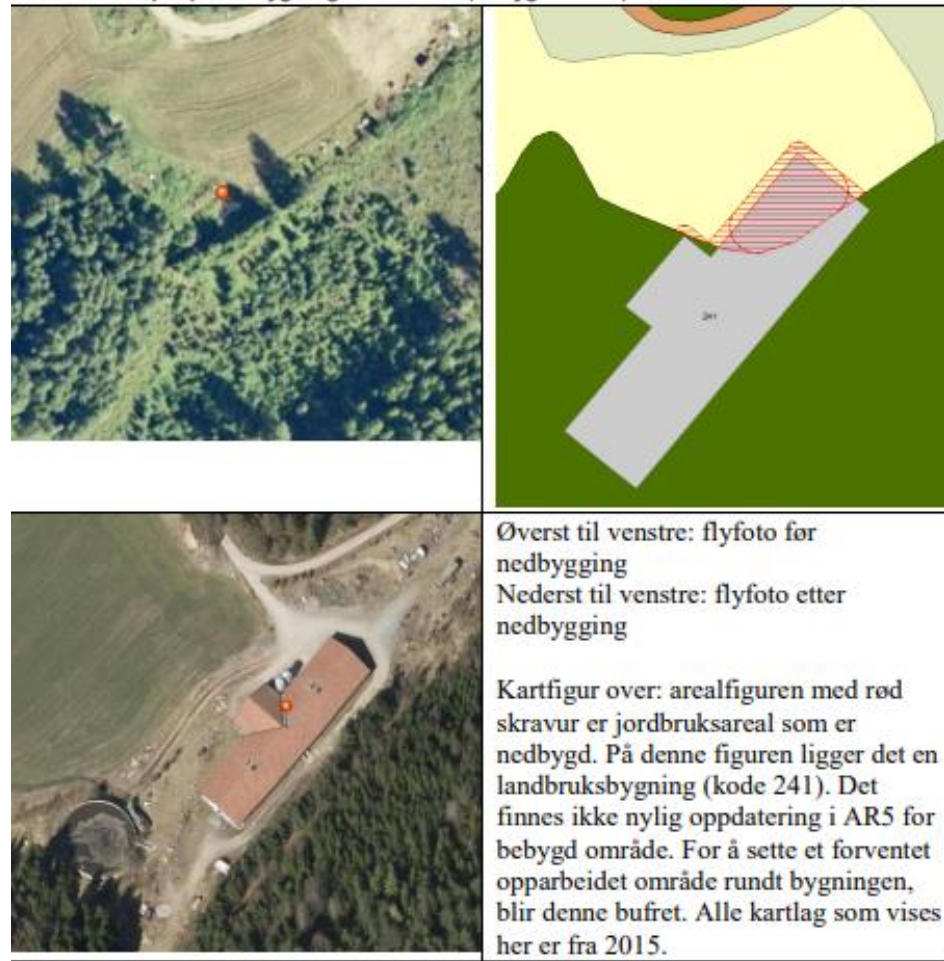 241
Øverst til venstre: flyfoto før
nedbygging
Nederst til venstre: flyfoto etter
nedbygging
Kartfigur over: arealfiguren med rød
skravur er jordbruksareal som er
nedbygd. På denne figuren ligger det en
landbruksbygning (kode 241). Det
finnes ikke nylig oppdatering i AR5 for
bebygd område. For å sette et forventet
opparbeidet område rundt bygningen,
blir denne bufret. Alle kartlag som vises
her er fra 2015.